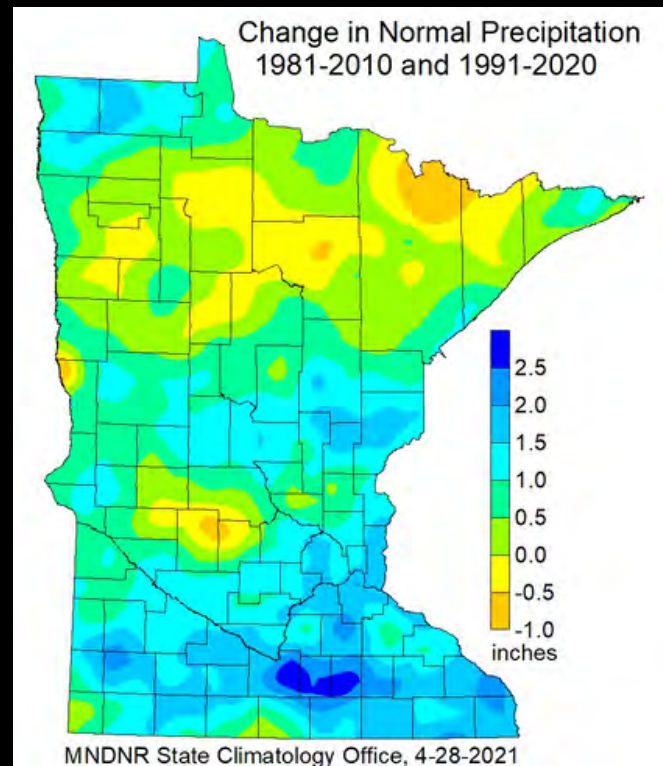 Change in Normal Precipitation
1981-2010 and 1991-2020
2.5
2.0
1.5
1.0
0.5
0.0
-0.5
-1.0
inches
MNDNR State Climatology Office, 4-28-2021